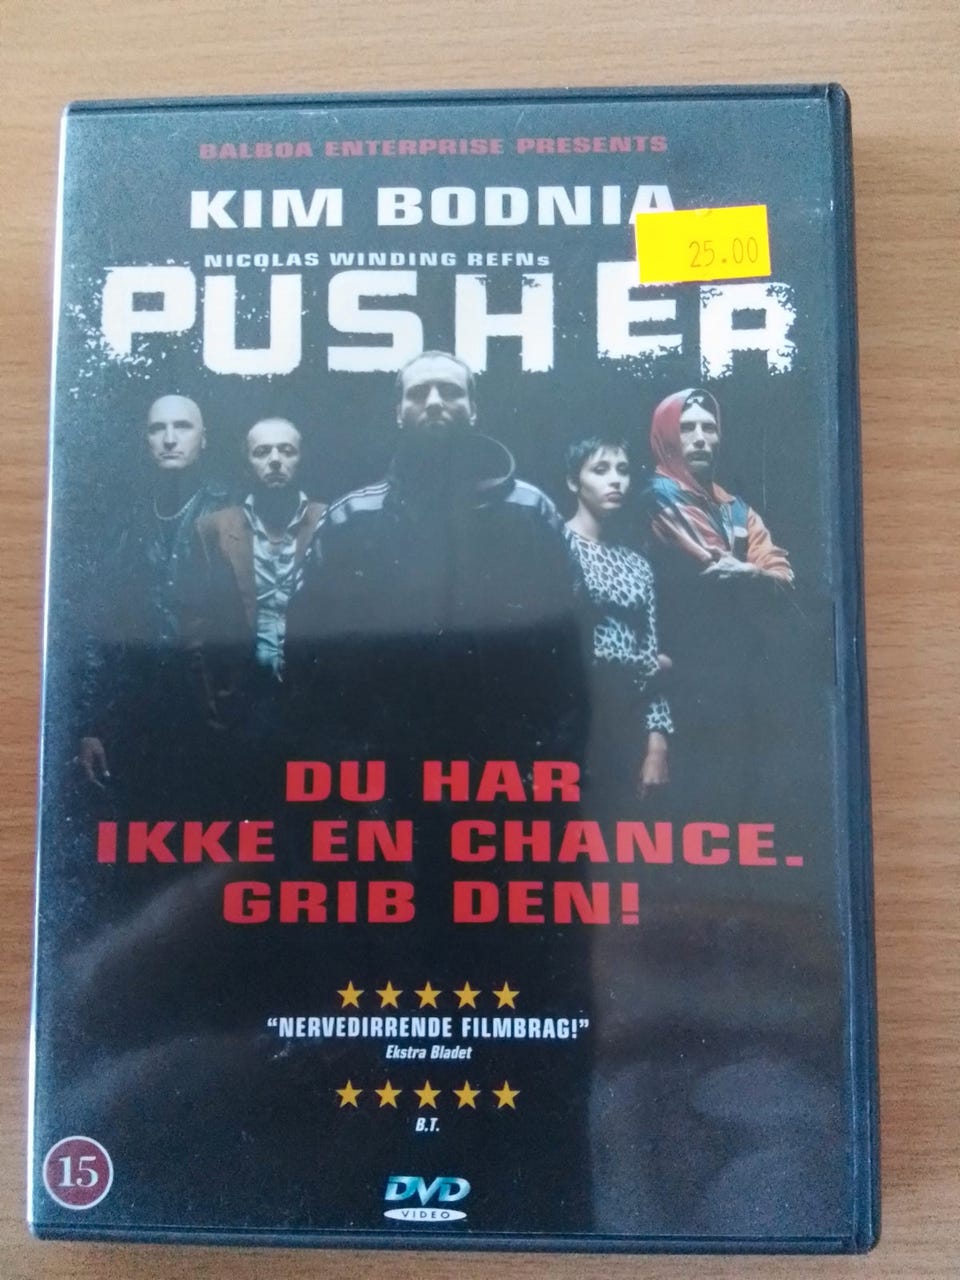 BALBOA ENTERPRISE PRESENTS
KIM BODNIA
25.00
NICOLAS WINDING REFNs
PUSHER
DU HAR
IKKE EN CHANCE.
GRIB DEN!
“NERVEDIRRENDE FILMBRAG!”
Ekstra Bladet
B.T.
15
DVD
VIDEO